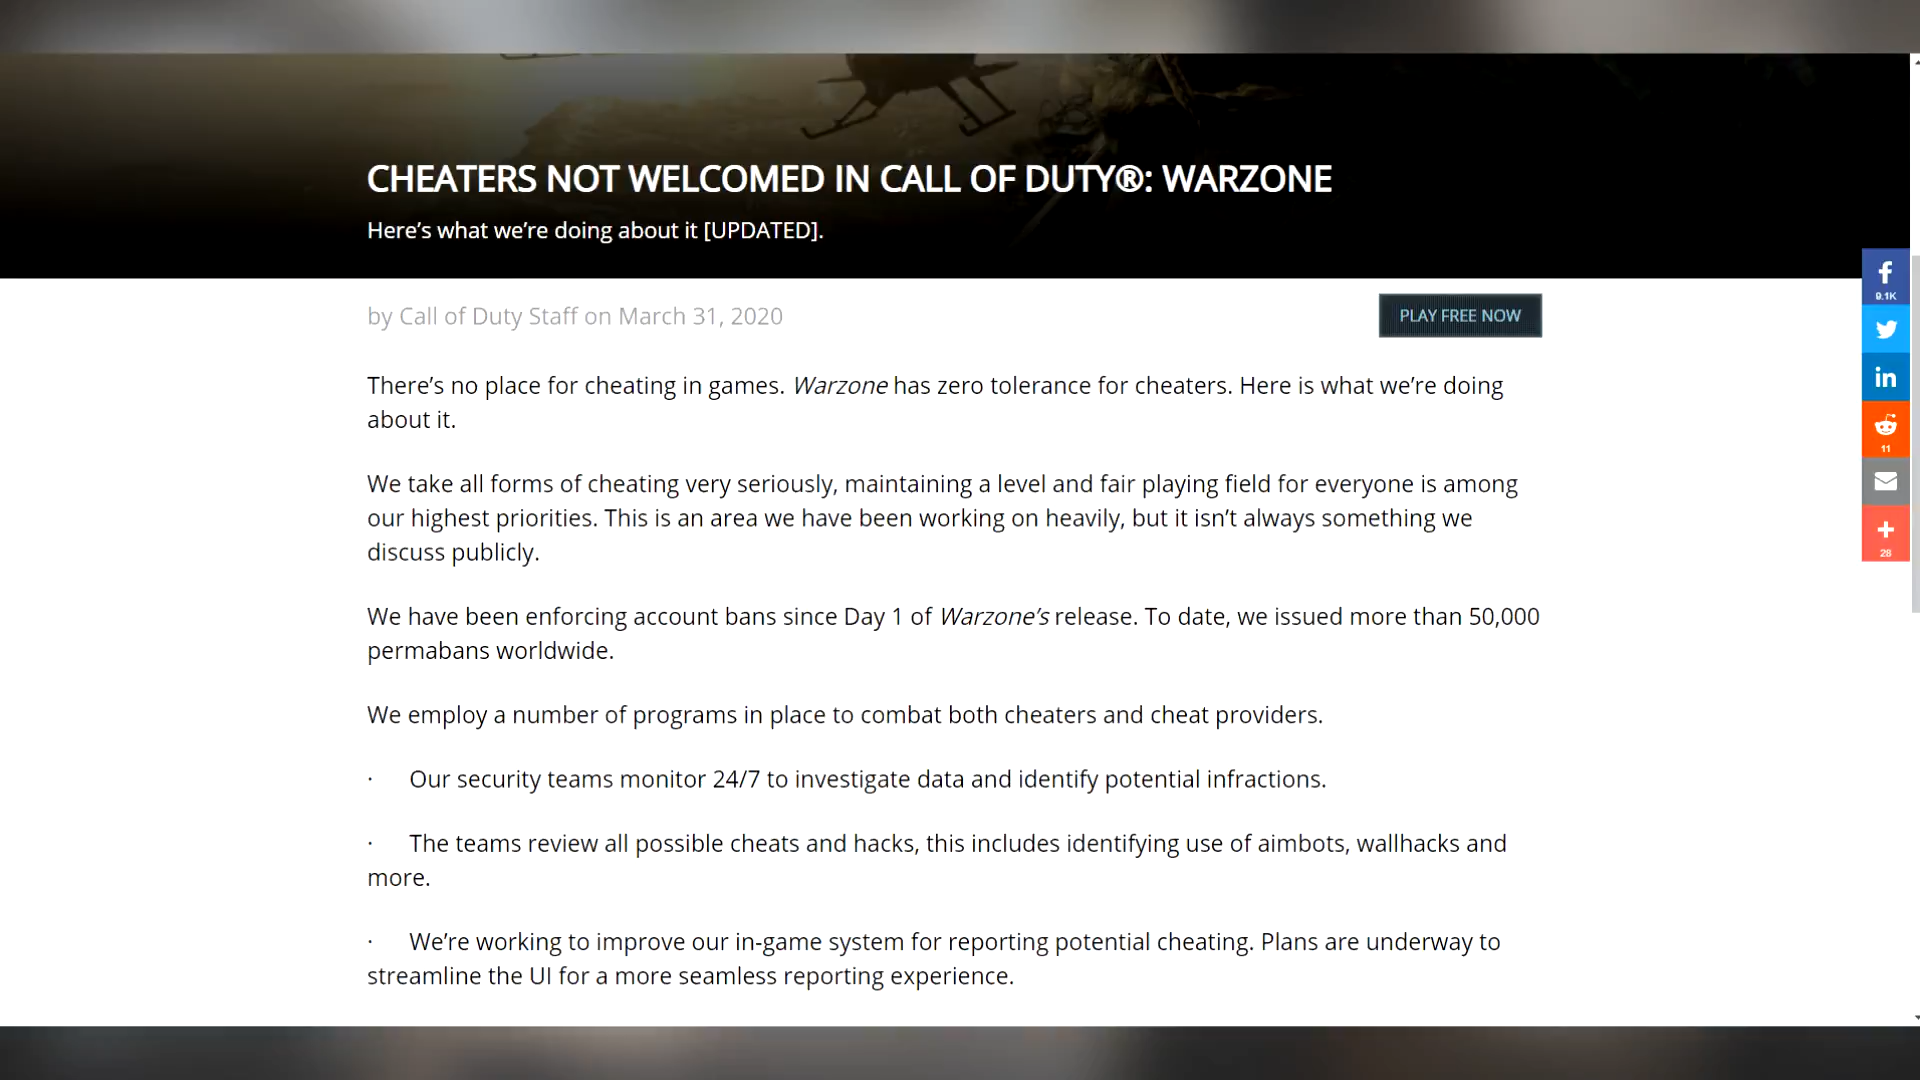 CHEATERS NOT WELCOMED IN CALL OF DUTY®: WARZONE
Here’s what we’re doing about it [UPDATED].
by Call of Duty Staff on March 31, 2020
PLAY FREE NOW
There’s no place for cheating in games. Warzone has zero tolerance for cheaters. Here is what we’re doing
about it.
We take all forms of cheating very seriously, maintaining a level and fair playing field for everyone is among
our highest priorities. This is an area we have been working on heavily, but it isn’t always something we
discuss publicly.
We have been enforcing account bans since Day 1 of Warzone’s release. To date, we issued more than 50,000
permabans worldwide.
We employ a number of programs in place to combat both cheaters and cheat providers.
· Our security teams monitor 24/7 to investigate data and identify potential infractions.
· The teams review all possible cheats and hacks, this includes identifying use of aimbots, wallhacks and
more.
· We’re working to improve our in-game system for reporting potential cheating. Plans are underway to
streamline the UI for a more seamless reporting experience.
9.1K
in
11
28